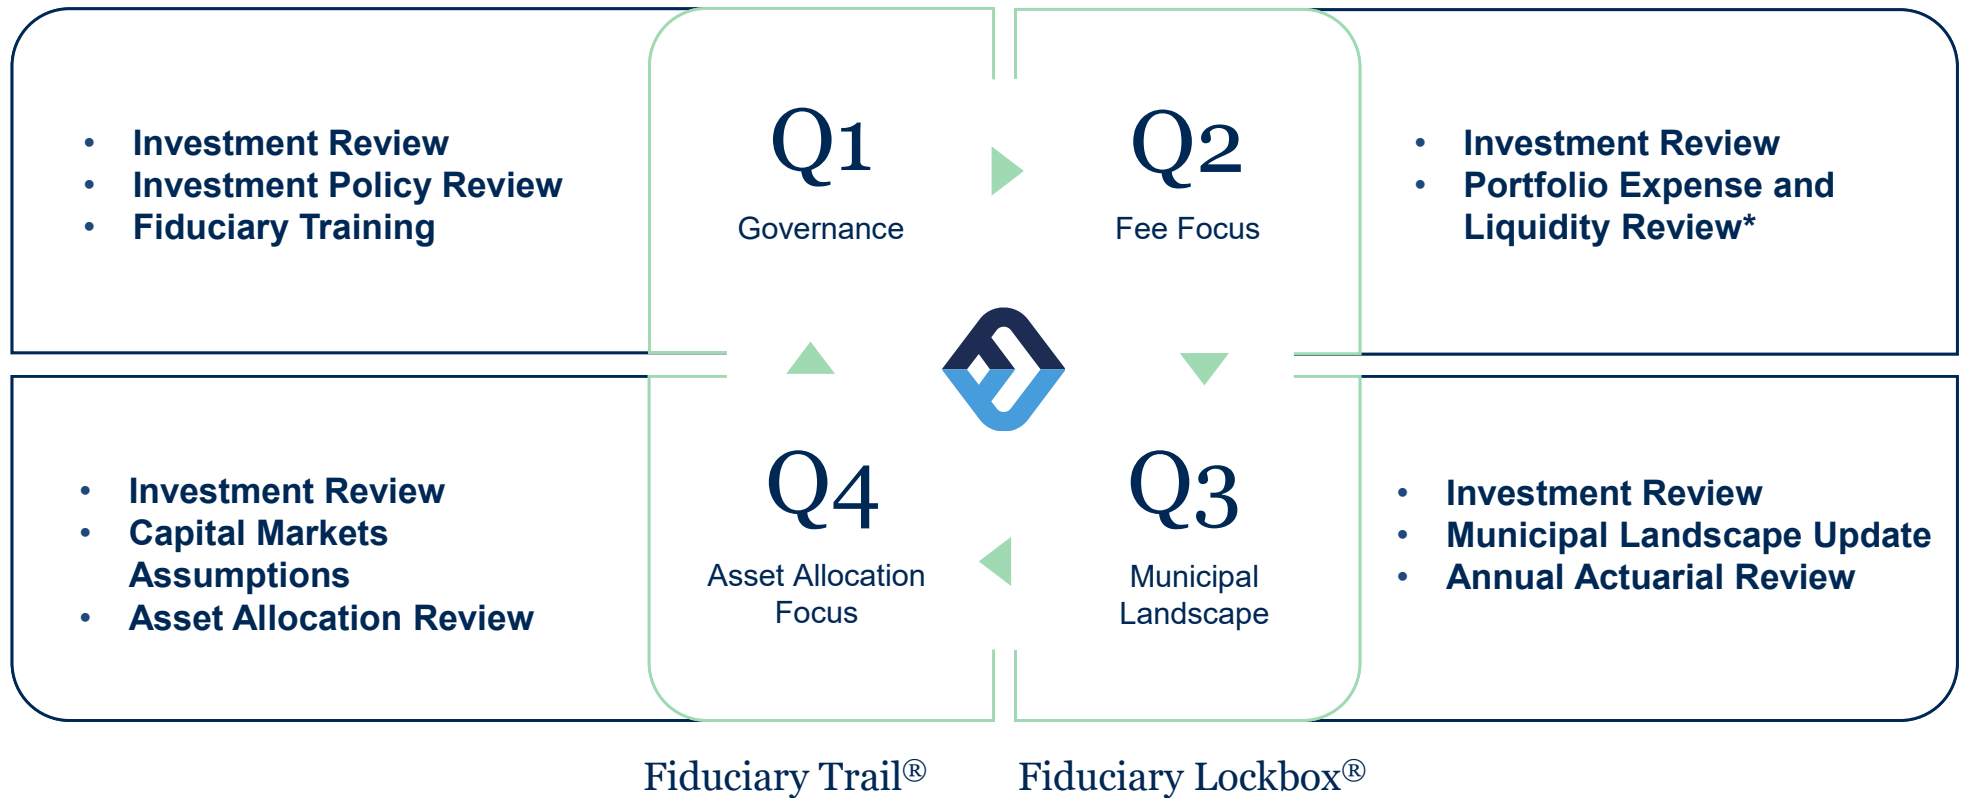 • Investment Review
• Investment Policy Review
• Fiduciary Training
Q1
Governance
Q2
Fee Focus
• Investment Review
• Portfolio Expense and
Liquidity Review*
• Investment Review
• Capital Markets
Assumptions
• Asset Allocation Review
Q4
Asset Allocation
Focus
Q3
Municipal
Landscape
• Investment Review
• Municipal Landscape Update
• Annual Actuarial Review
Fiduciary Trail®
Fiduciary Lockbox®